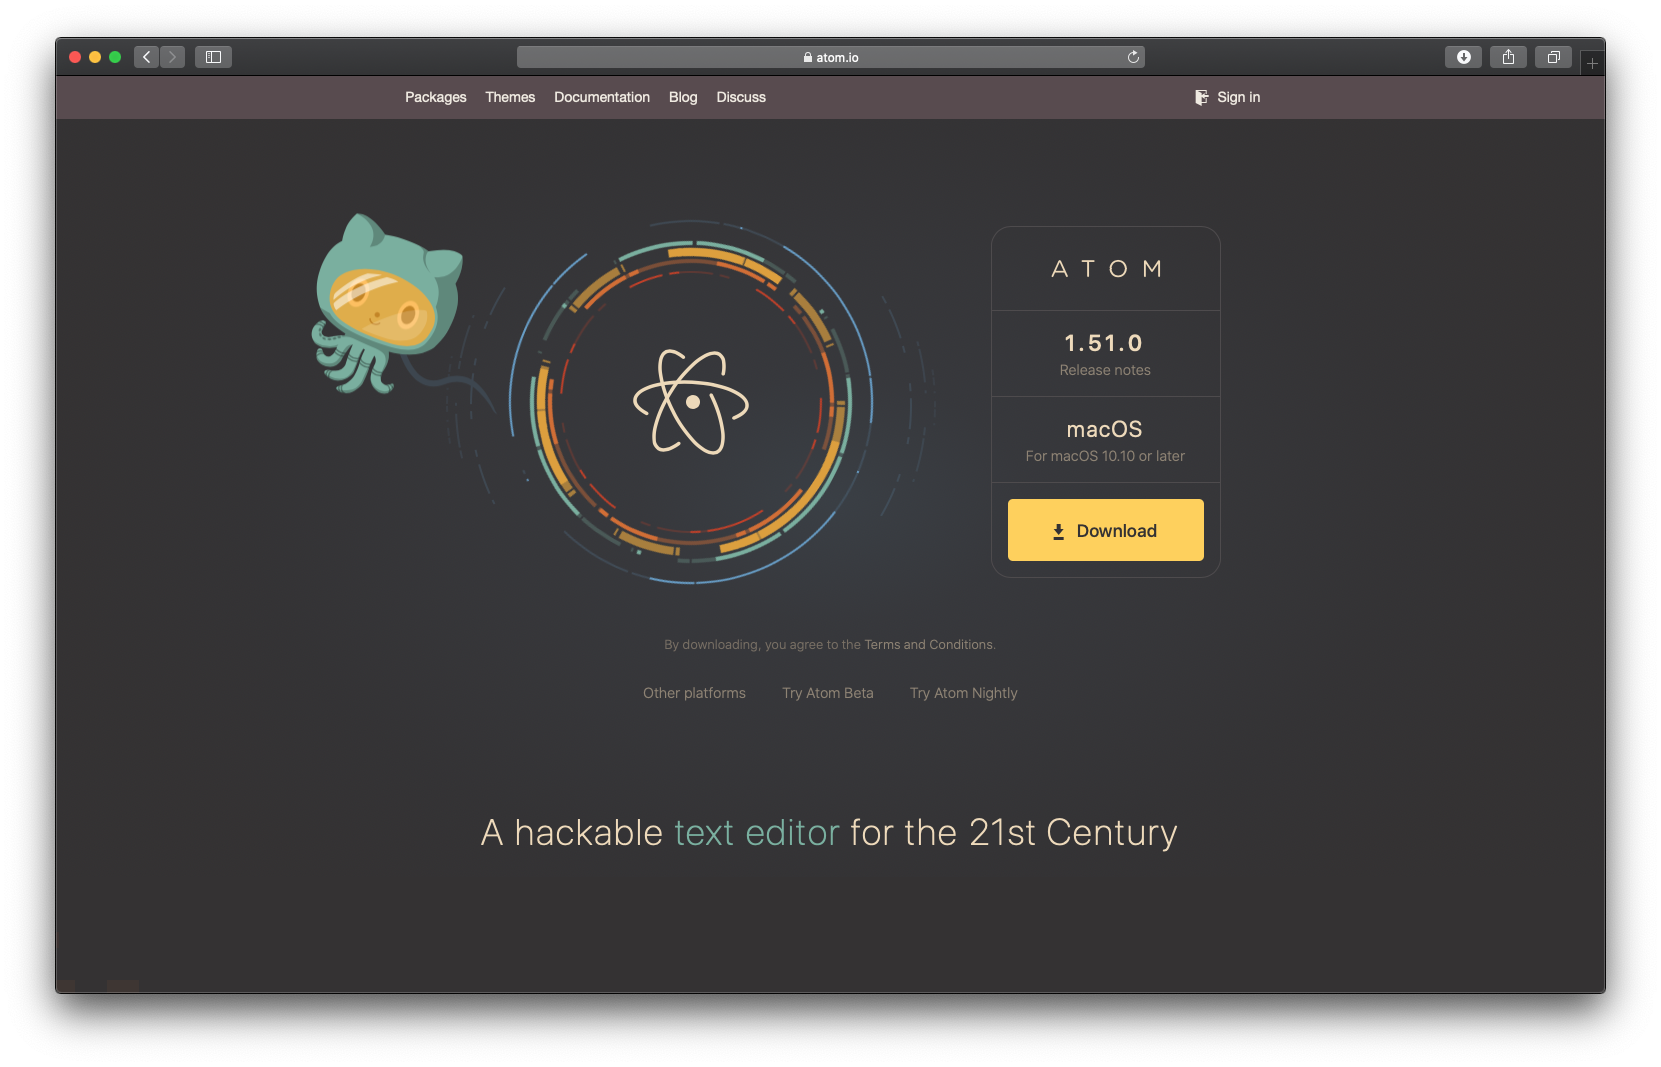 atom.io
Packages Themes Documentation Blog Discuss Sign in
ATOM
1.51.0
Release notes
macOS
For macOS 10.10 or later
Download
By downloading, you agree to the Terms and Conditions.
Other platforms Try Atom Beta Try Atom Nightly
A hackable text editor for the 21st Century